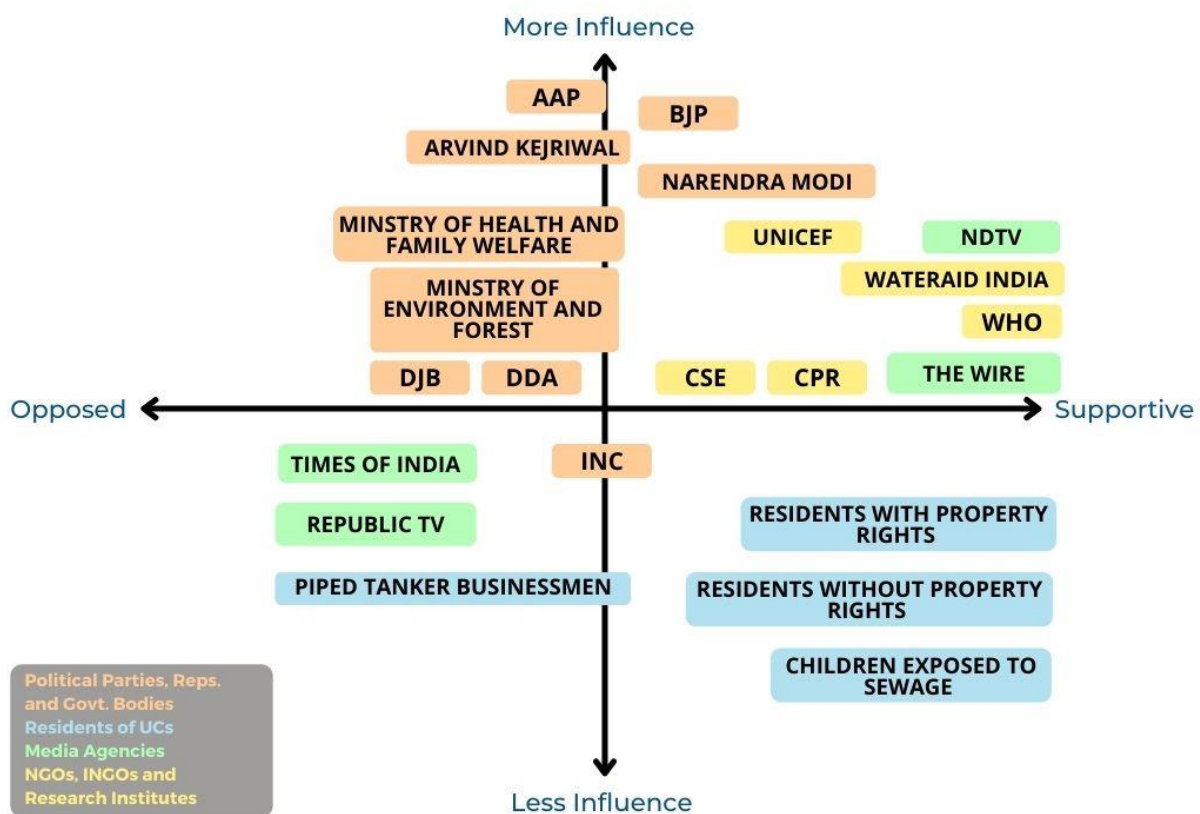 More Influence
AAP
BJP
ARVIND KEJRIWAL
NARENDRA MODI
MINSTRY OF HEALTH AND
FAMILY WELFARE
UNICEF
NDTV
WATERAID INDIA
MINSTRY OF
ENVIRONMENT AND
FOREST
WHO
DJB
DDA
CSE
CPR
THE WIRE
Opposed
Supportive
TIMES OF INDIA
INC
REPUBLIC TV
RESIDENTS WITH PROPERTY
RIGHTS
PIPED TANKER BUSINESSMEN
RESIDENTS WITHOUT PROPERTY
RIGHTS
CHILDREN EXPOSED TO
SEWAGE
Political Parties, Reps.
and Govt. Bodies
Residents of UCs
Media Agencies
NGOs, INGOs and
Research Institutes
Less Influence